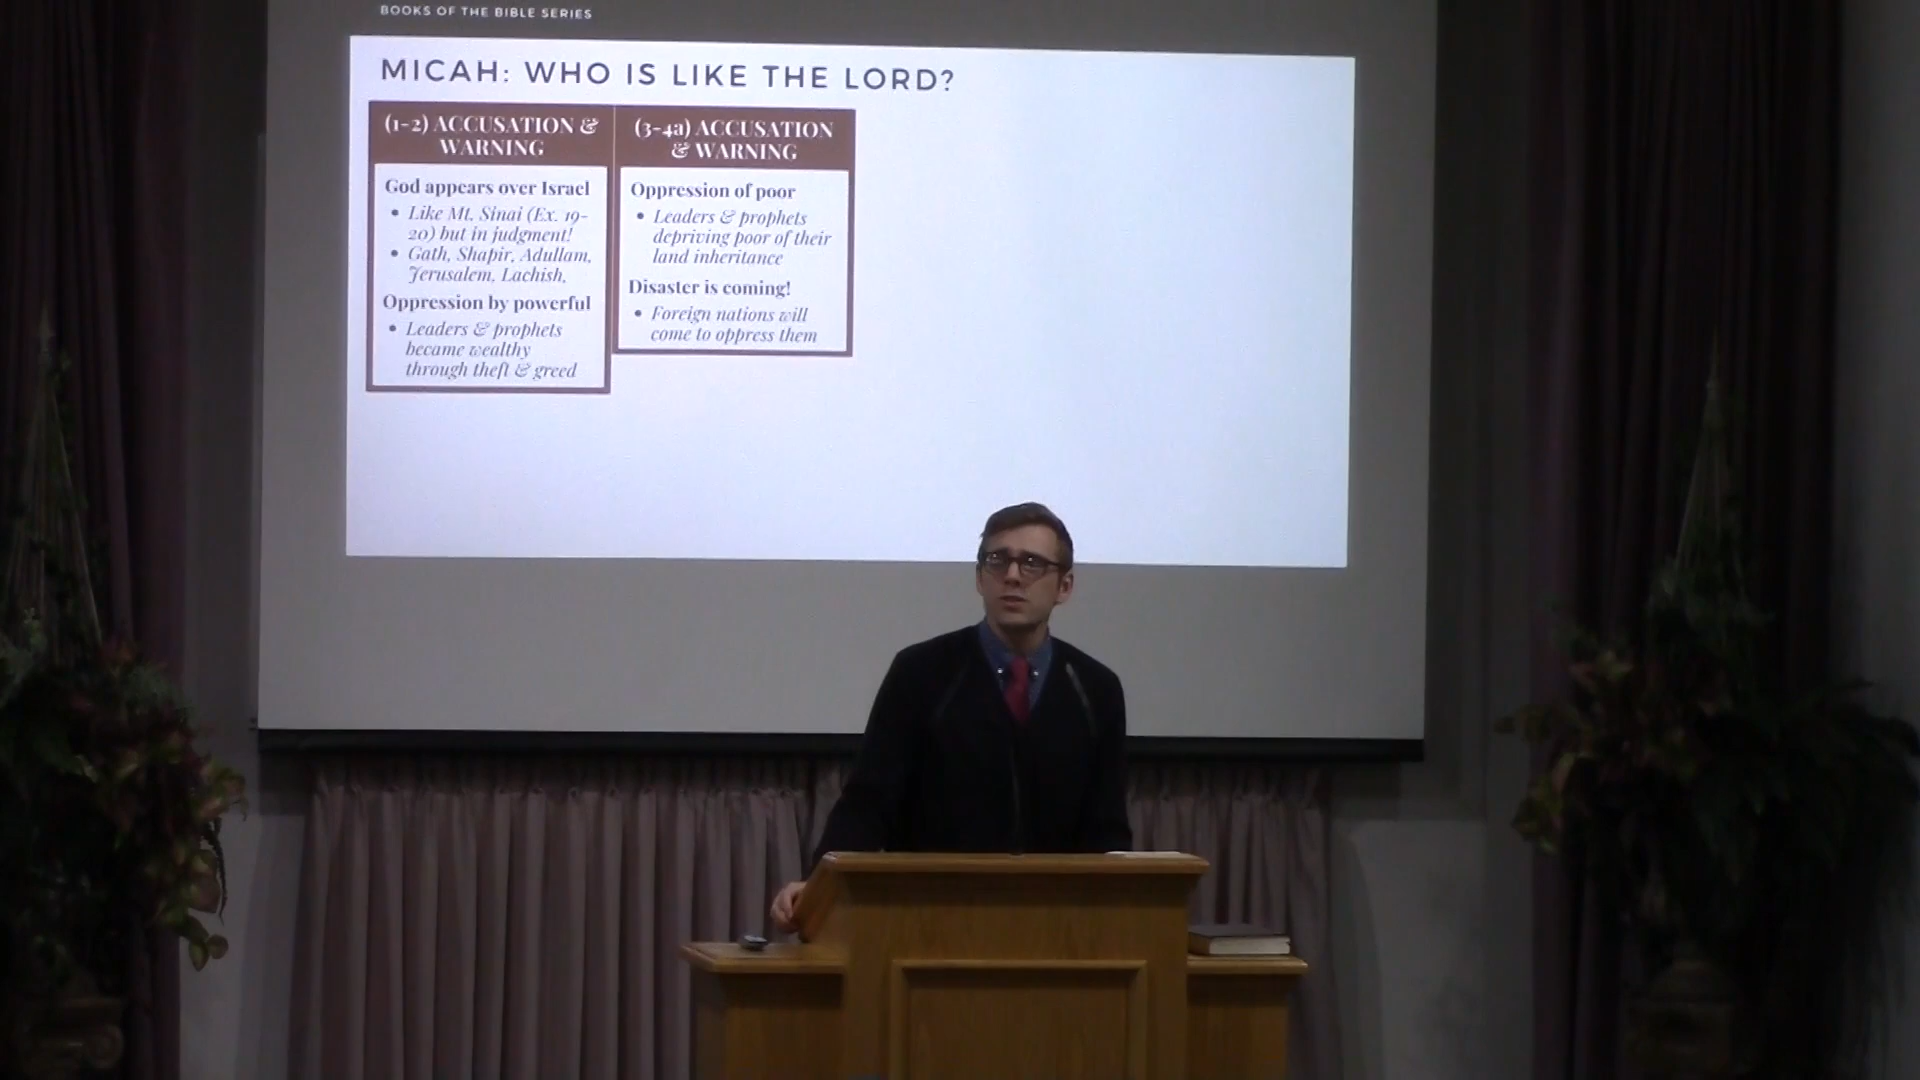 BOOKS OF THE BIBLE SERIES
MICAH: WHO IS LIKE THE LORD?
(1-2) ACCUSATION &
WARNING
God appears over Israel
• Like Mt. Sinai (Ex. 19-
20) but in judgment!
• Gath, Shapir, Adullam,
Jerusalem, Lachish,
Oppression by powerful
• Leaders & prophets
became wealthy
through theft & greed
(3-4a) ACCUSATION
& WARNING
Oppression of poor
• Leaders & prophets
depriving poor of their
land inheritance
Disaster is coming!
• Foreign nations will
come to oppress them